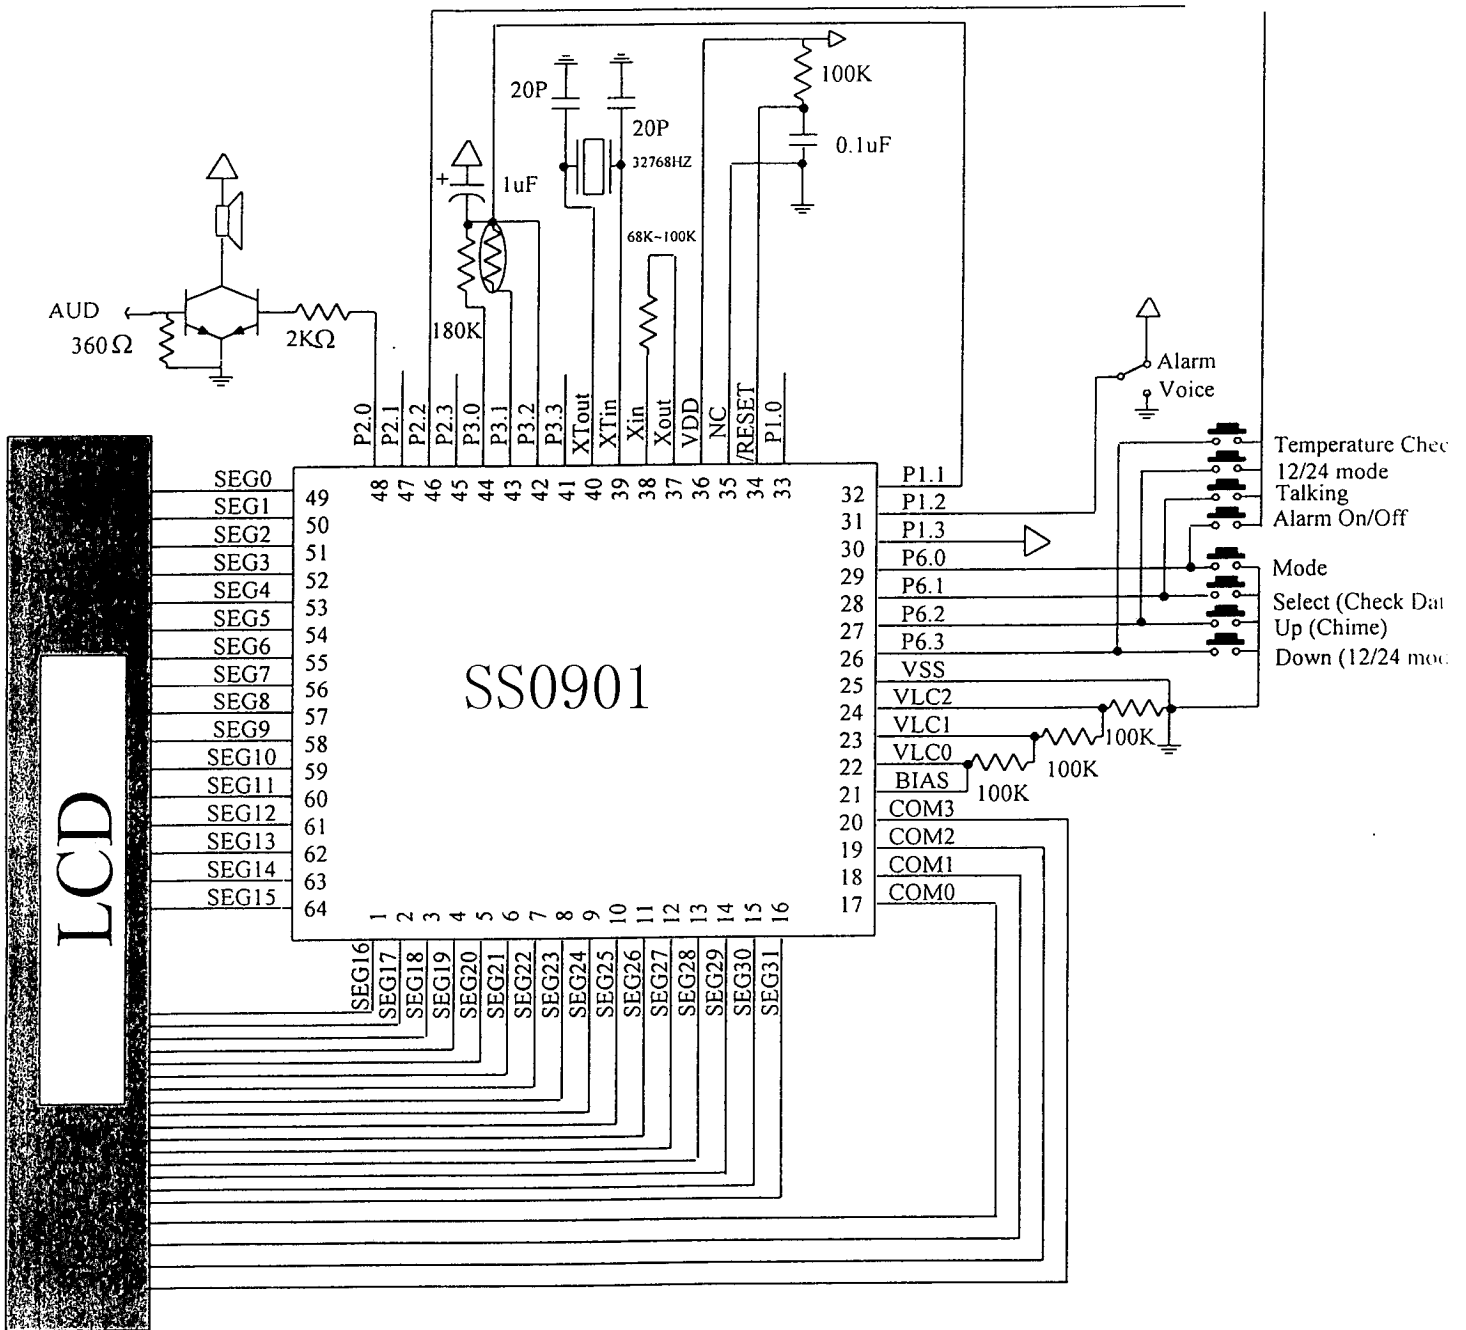 100K
20P
20P
0.1uF
32768HZ
+
1uF
68K~100K
AUD
360Ω
2KΩ
180K
Alarm
Voice
P2.0
P2.1
P2.2
P2.3
P3.0
P3.1
P3.2
P3.3
XTout
XTin
Xin
Xout
VDD
NC
/RESET
P1.0
48
47
46
45
44
43
42
41
40
39
38
37
36
35
34
33
SEG0 49
SEG1 50
SEG2 51
SEG3 52
SEG4 53
SEG5 54
SEG6 55
SEG7 56
SEG8 57
SEG9 58
SEG10 59
SEG11 60
SEG12 61
SEG13 62
SEG14 63
SEG15 64
LCD
SS0901
32 P1.1
31 P1.2
30 P1.3
29 P6.0
28 P6.1
27 P6.2
26 P6.3
25 VSS
24 VLC2
23 VLC1
22 VLC0
21 BIAS
20 COM3
19 COM2
18 COM1
17 COM0
Temperature Chec
12/24 mode
Talking
Alarm On/Off
Mode
Select (Check Dat
Up (Chime)
Down (12/24 mod
100K
100K
100K
1
2
3
4
5
6
7
8
9
10
11
12
13
14
15
16
SEG16
SEG17
SEG18
SEG19
SEG20
SEG21
SEG22
SEG23
SEG24
SEG25
SEG26
SEG27
SEG28
SEG29
SEG30
SEG31